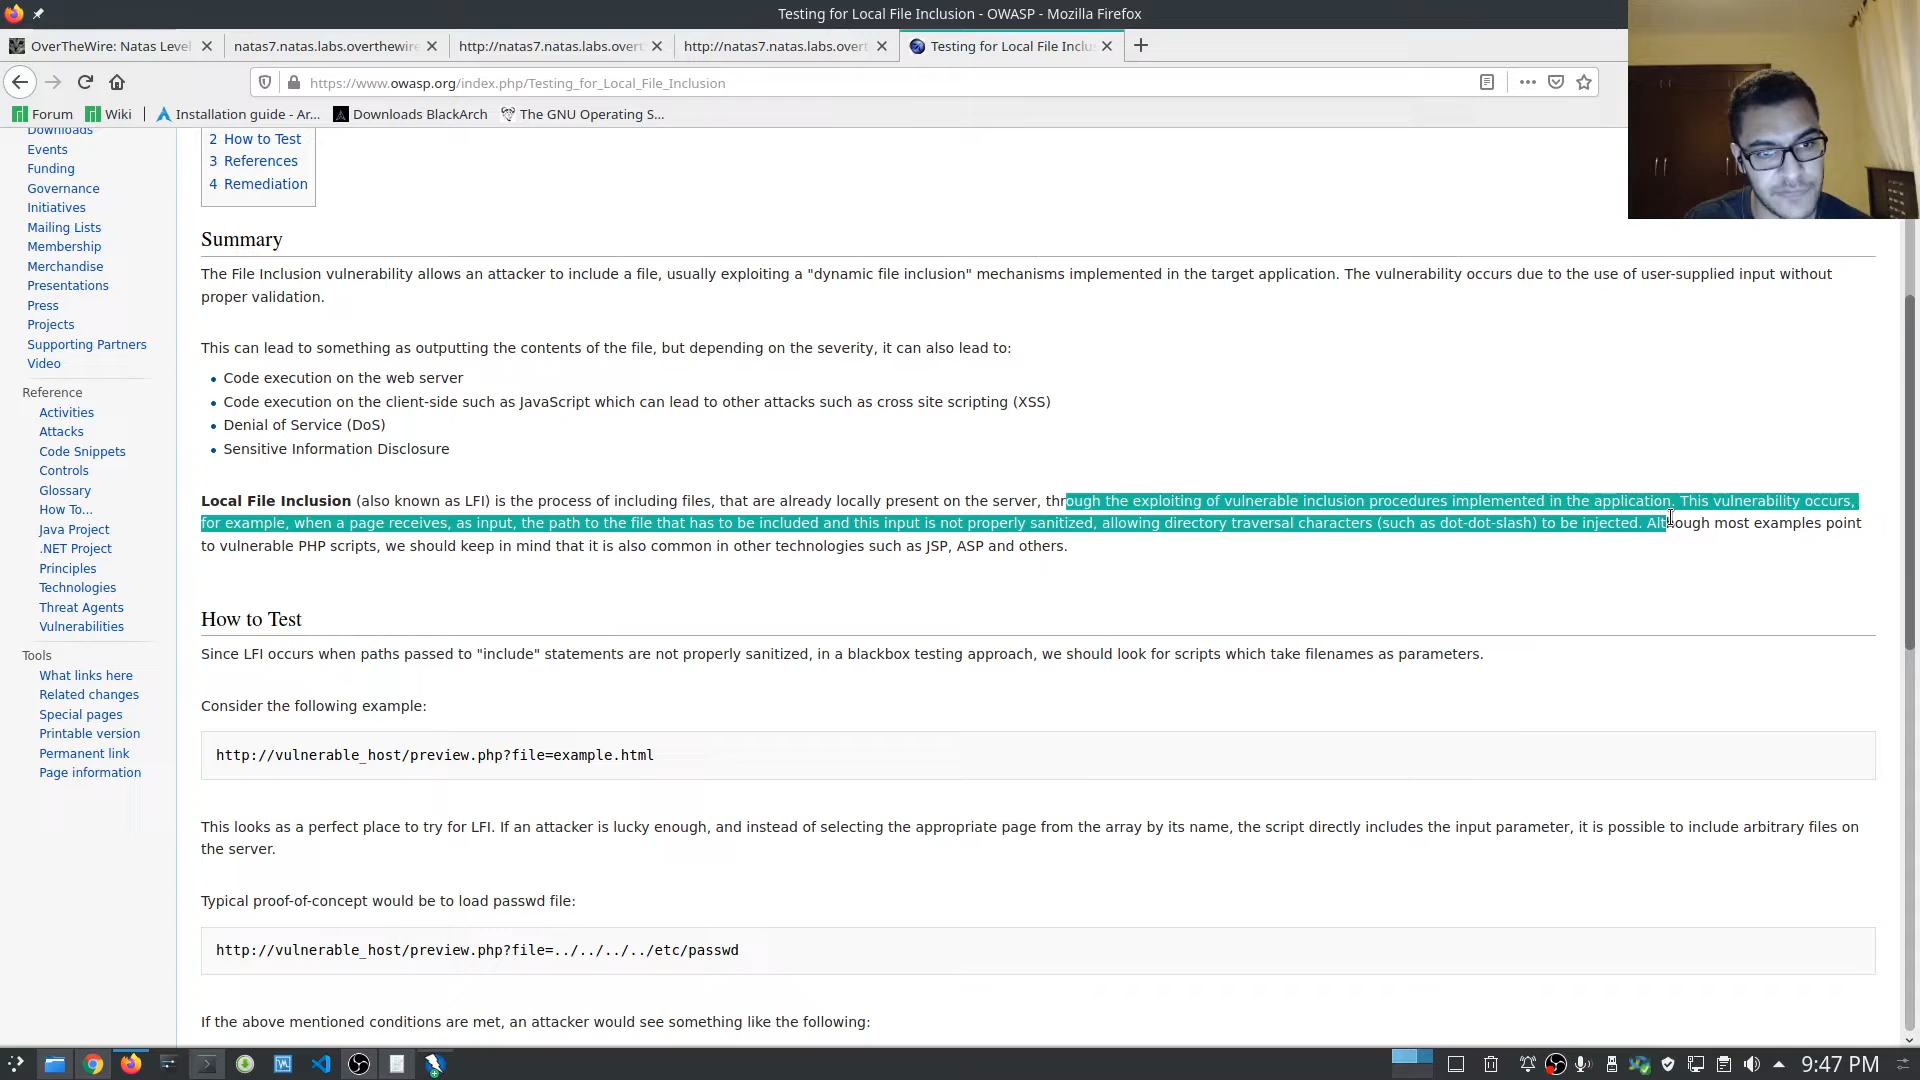 Testing for Local File Inclusion - OWASP - Mozilla Firefox
OverTheWire: Natas Level
natas7.natas.labs.overthewire
http://natas7.natas.labs.overt
http://natas7.natas.labs.overt
Testing for Local File Inclu
https://www.owasp.org/index.php/Testing_for_Local_File_Inclusion
Forum
Wiki
Installation guide - Ar...
Downloads BlackArch
The GNU Operating S...
Downloads
Events
Funding
Governance
Initiatives
Mailing Lists
Membership
Merchandise
Presentations
Press
Projects
Supporting Partners
Video
Reference
Activities
Attacks
Code Snippets
Controls
Glossary
How To...
Java Project
.NET Project
Principles
Technologies
Threat Agents
Vulnerabilities
Tools
What links here
Related changes
Special pages
Printable version
Permanent link
Page information
2 How to Test
3 References
4 Remediation
Summary
The File Inclusion vulnerability allows an attacker to include a file, usually exploiting a "dynamic file inclusion" mechanisms implemented in the target application. The vulnerability occurs due to the use of user-supplied input without
proper validation.
This can lead to something as outputting the contents of the file, but depending on the severity, it can also lead to:
Code execution on the web server
Code execution on the client-side such as JavaScript which can lead to other attacks such as cross site scripting (XSS)
Denial of Service (DoS)
Sensitive Information Disclosure
Local File Inclusion (also known as LFI) is the process of including files, that are already locally present on the server, through the exploiting of vulnerable inclusion procedures implemented in the application. This vulnerability occurs,
for example, when a page receives, as input, the path to the file that has to be included and this input is not properly sanitized, allowing directory traversal characters (such as dot-dot-slash) to be injected. Although most examples point
to vulnerable PHP scripts, we should keep in mind that it is also common in other technologies such as JSP, ASP and others.
How to Test
Since LFI occurs when paths passed to "include" statements are not properly sanitized, in a blackbox testing approach, we should look for scripts which take filenames as parameters.
Consider the following example:
http://vulnerable_host/preview.php?file=example.html
This looks as a perfect place to try for LFI. If an attacker is lucky enough, and instead of selecting the appropriate page from the array by its name, the script directly includes the input parameter, it is possible to include arbitrary files on
the server.
Typical proof-of-concept would be to load passwd file:
http://vulnerable_host/preview.php?file=../../../../etc/passwd
If the above mentioned conditions are met, an attacker would see something like the following:
9:47 PM